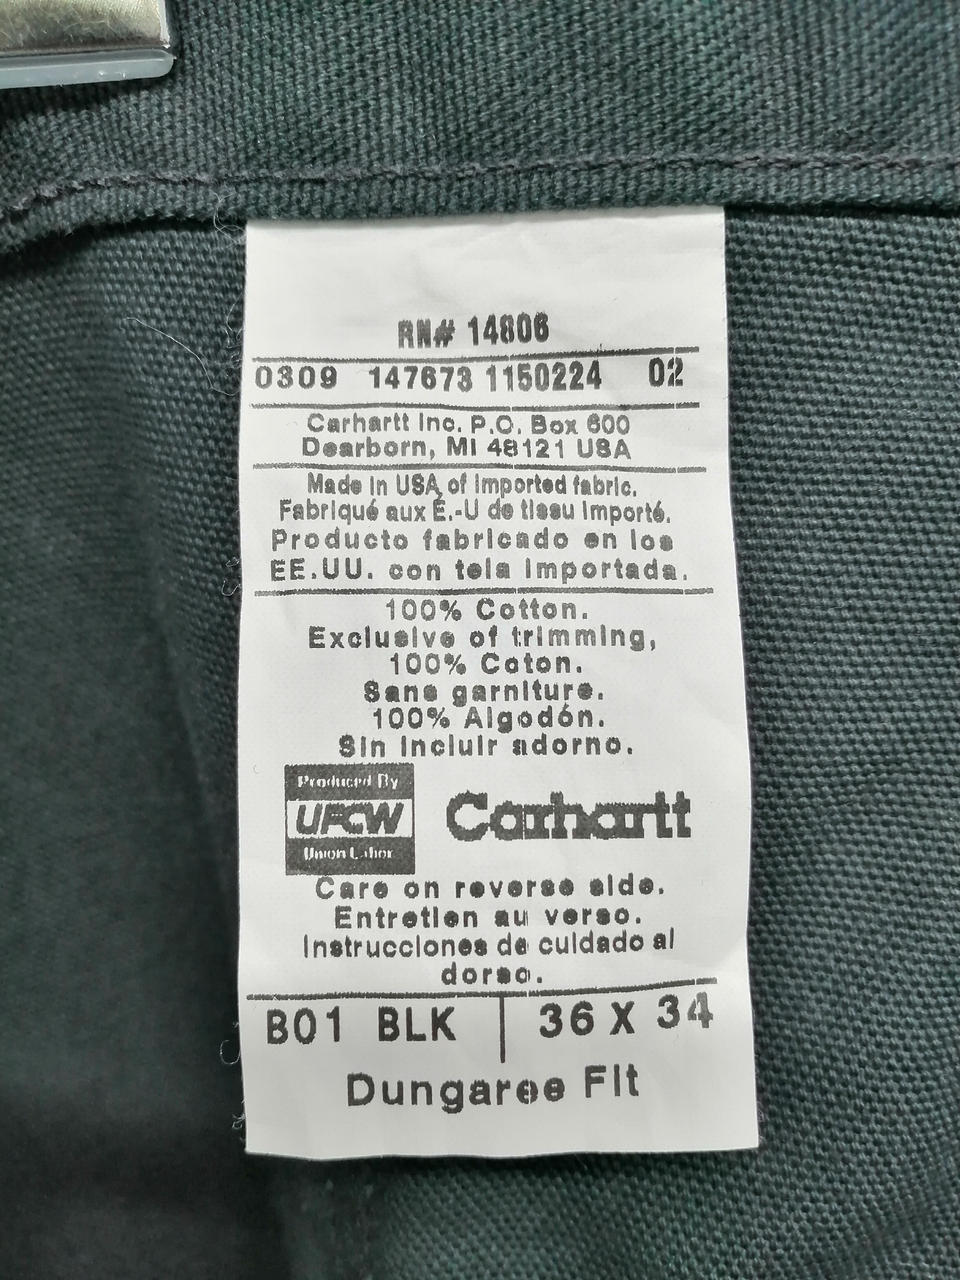 RN# 14806
0309 147673 1150224 02
Carhartt Inc. P.O. Box 600
Dearborn, MI 48121 USA
Made in USA of imported fabric.
Fabriqué aux É.-U de tissu importé.
Producto fabricado en los
EE.UU. con tela importada.
100% Cotton.
Exclusive of trimming,
100% Coton.
Sans garniture.
100% Algodón.
Sin incluir adorno.
Produced By
UFCW
Union Labor
Carhartt
Care on reverse side.
Entretien au verso.
Instrucciones de cuidado al
dorso.
B01 BLK 36 X 34
Dungaree Fit